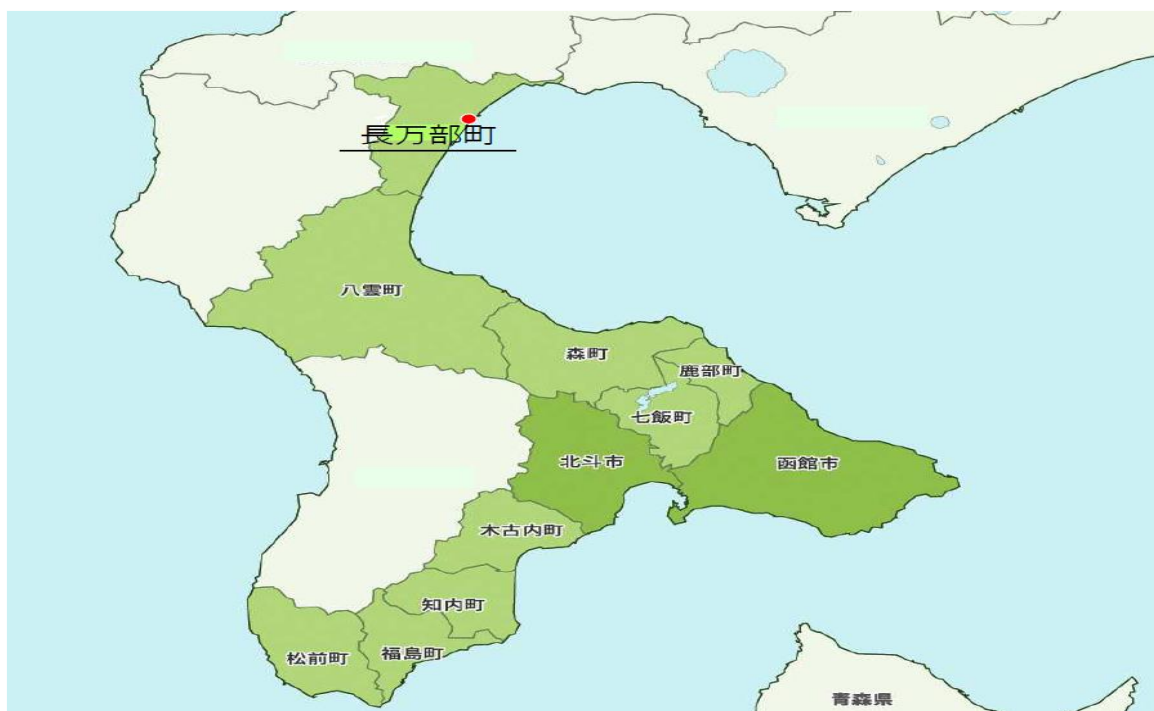 長万部町
八雲町
森町
鹿部町
七飯町
北斗市
函館市
木古内町
知内町
福島町
松前町
青森県